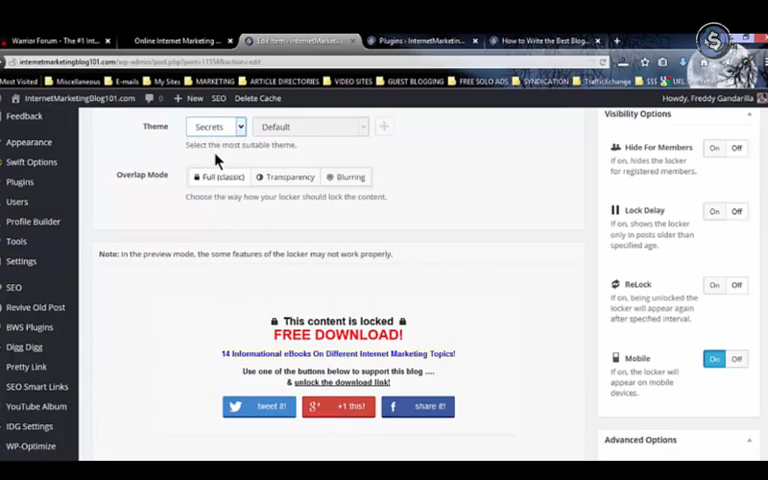 Warrior Forum - The #1 Int...
Online Internet Marketing ...
Edit Item ‹ InternetMarketi...
Plugins ‹ InternetMarketin...
How to Write the Best Blog...
internetmarketingblog101.com/wp-admin/post.php?post=11554&action=edit
Most Visited
Miscellaneous
E-mails
My Sites
MARKETING
ARTICLE DIRECTORIES
VIDEO SITES
GUEST BLOGGING
FREE SOLO ADS
SYNDICATION
TrafficXchange
InternetMarketingBlog101.com
0
+ New
SEO
Delete Cache
Howdy, Freddy Gandarilla
Feedback
Appearance
Swift Options
Plugins
Users
Profile Builder
Tools
Settings
SEO
Revive Old Post
BWS Plugins
Digg Digg
Pretty Link
SEO Smart Links
YouTube Album
IDG Settings
WP-Optimize
Theme
Secrets
Default
Select the most suitable theme.
Overlap Mode
Full (classic)
Transparency
Blurring
Choose the way how your locker should lock the content.
Note: In the preview mode, the some features of the locker may not work properly.
This content is locked
FREE DOWNLOAD!
14 Informational eBooks On Different Internet Marketing Topics!
Use one of the buttons below to support this blog ....
& unlock the download link!
tweet it!
g+ +1 this!
f share it!
Visibility Options
Hide For Members
On Off
If on, hides the locker
for registered members.
Lock Delay
On Off
If on, shows the locker
only in posts older than
specified age.
ReLock
On Off
If on, being unlocked the
locker will appear again
after specified interval.
Mobile
On Off
If on, the locker will
appear on mobile
devices.
Advanced Options